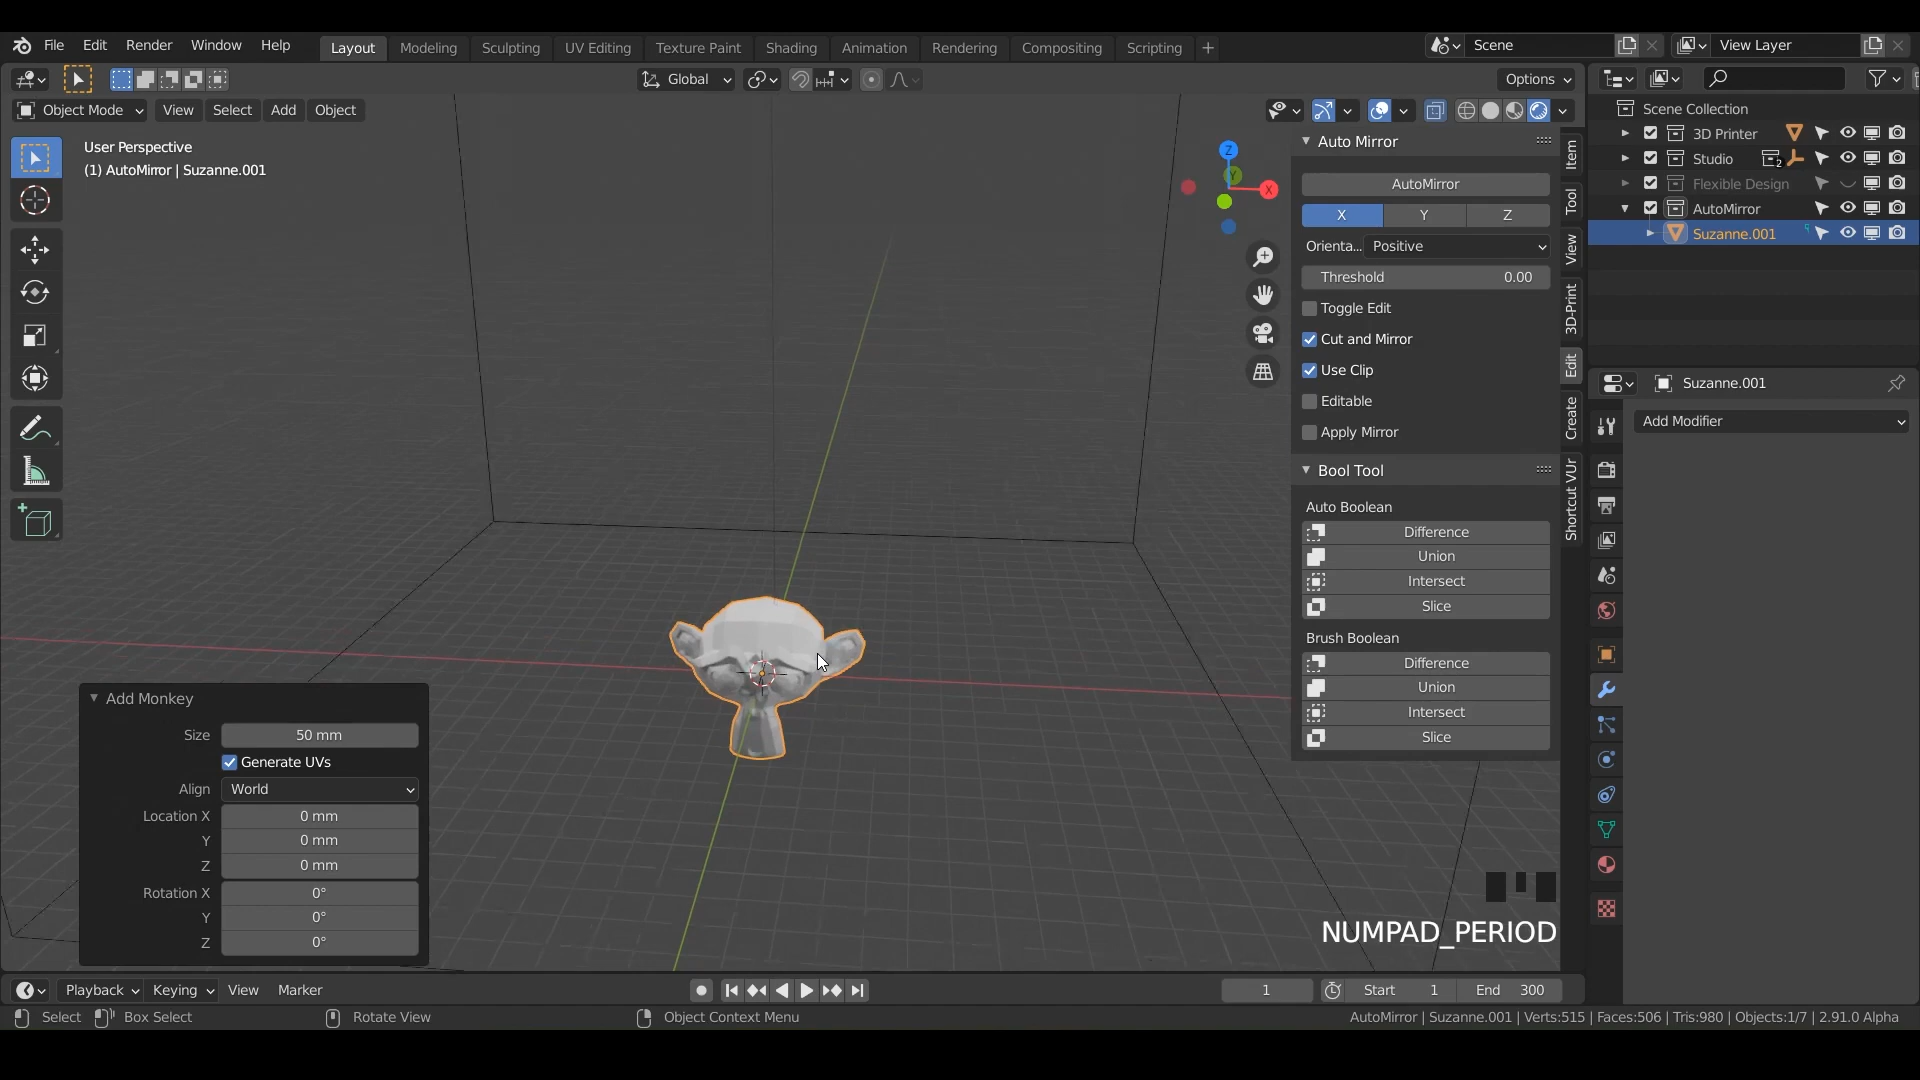 File Edit Render Window Help Layout Modeling Sculpting UV Editing Texture Paint Shading Animation Rendering Compositing Scripting + Scene View Layer
Global Options
Object Mode View Select Add Object
User Perspective
(1) AutoMirror | Suzanne.001
Z
Y
X
Auto Mirror
AutoMirror
X Y Z
Orienta... Positive
Threshold 0.00
Toggle Edit
Cut and Mirror
Use Clip
Editable
Apply Mirror
Bool Tool
Auto Boolean
Difference
Union
Intersect
Slice
Brush Boolean
Difference
Union
Intersect
Slice
Item
Tool
View
3D-Print
Edit
Create
Shortcut VUr
Scene Collection
3D Printer
Studio 2
Flexible Design
AutoMirror
Suzanne.001
Suzanne.001
Add Modifier
Add Monkey
Size 50 mm
Generate UVs
Align World
Location X 0 mm
Y 0 mm
Z 0 mm
Rotation X 0°
Y 0°
Z 0°
NUMPAD_PERIOD
Playback Keying View Marker 1 Start 1 End 300
Select Box Select Rotate View Object Context Menu AutoMirror | Suzanne.001 | Verts:515 | Faces:506 | Tris:980 | Objects:1/7 | 2.91.0 Alpha